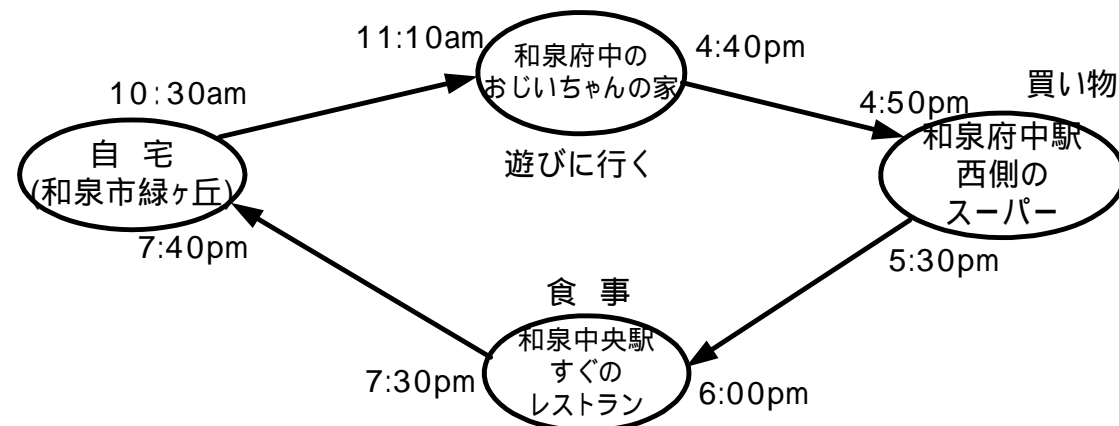 11:10am
和泉府中の
おじいちゃんの家
4:40pm
遊びに行く
10:30am
自 宅
(和泉市緑ヶ丘)
7:40pm
買い物
4:50pm
和泉府中駅
西側の
スーパー
5:30pm
食 事
和泉中央駅
すぐの
レストラン
7:30pm
6:00pm